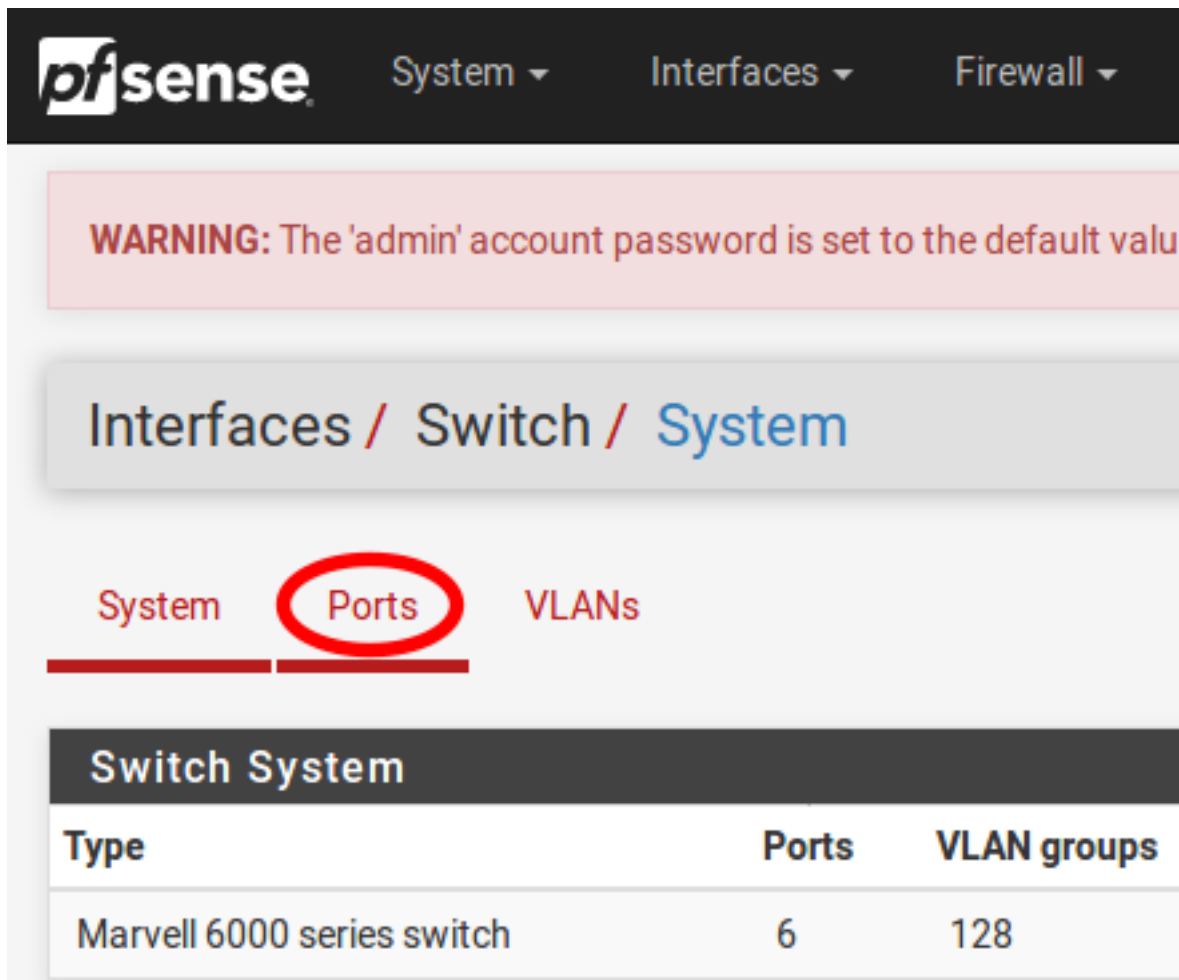 pfsense System Interfaces Firewall
WARNING: The 'admin' account password is set to the default valu
Interfaces / Switch / System
System Ports VLANs
Switch System
Type Ports VLAN groups
Marvell 6000 series switch 6 128